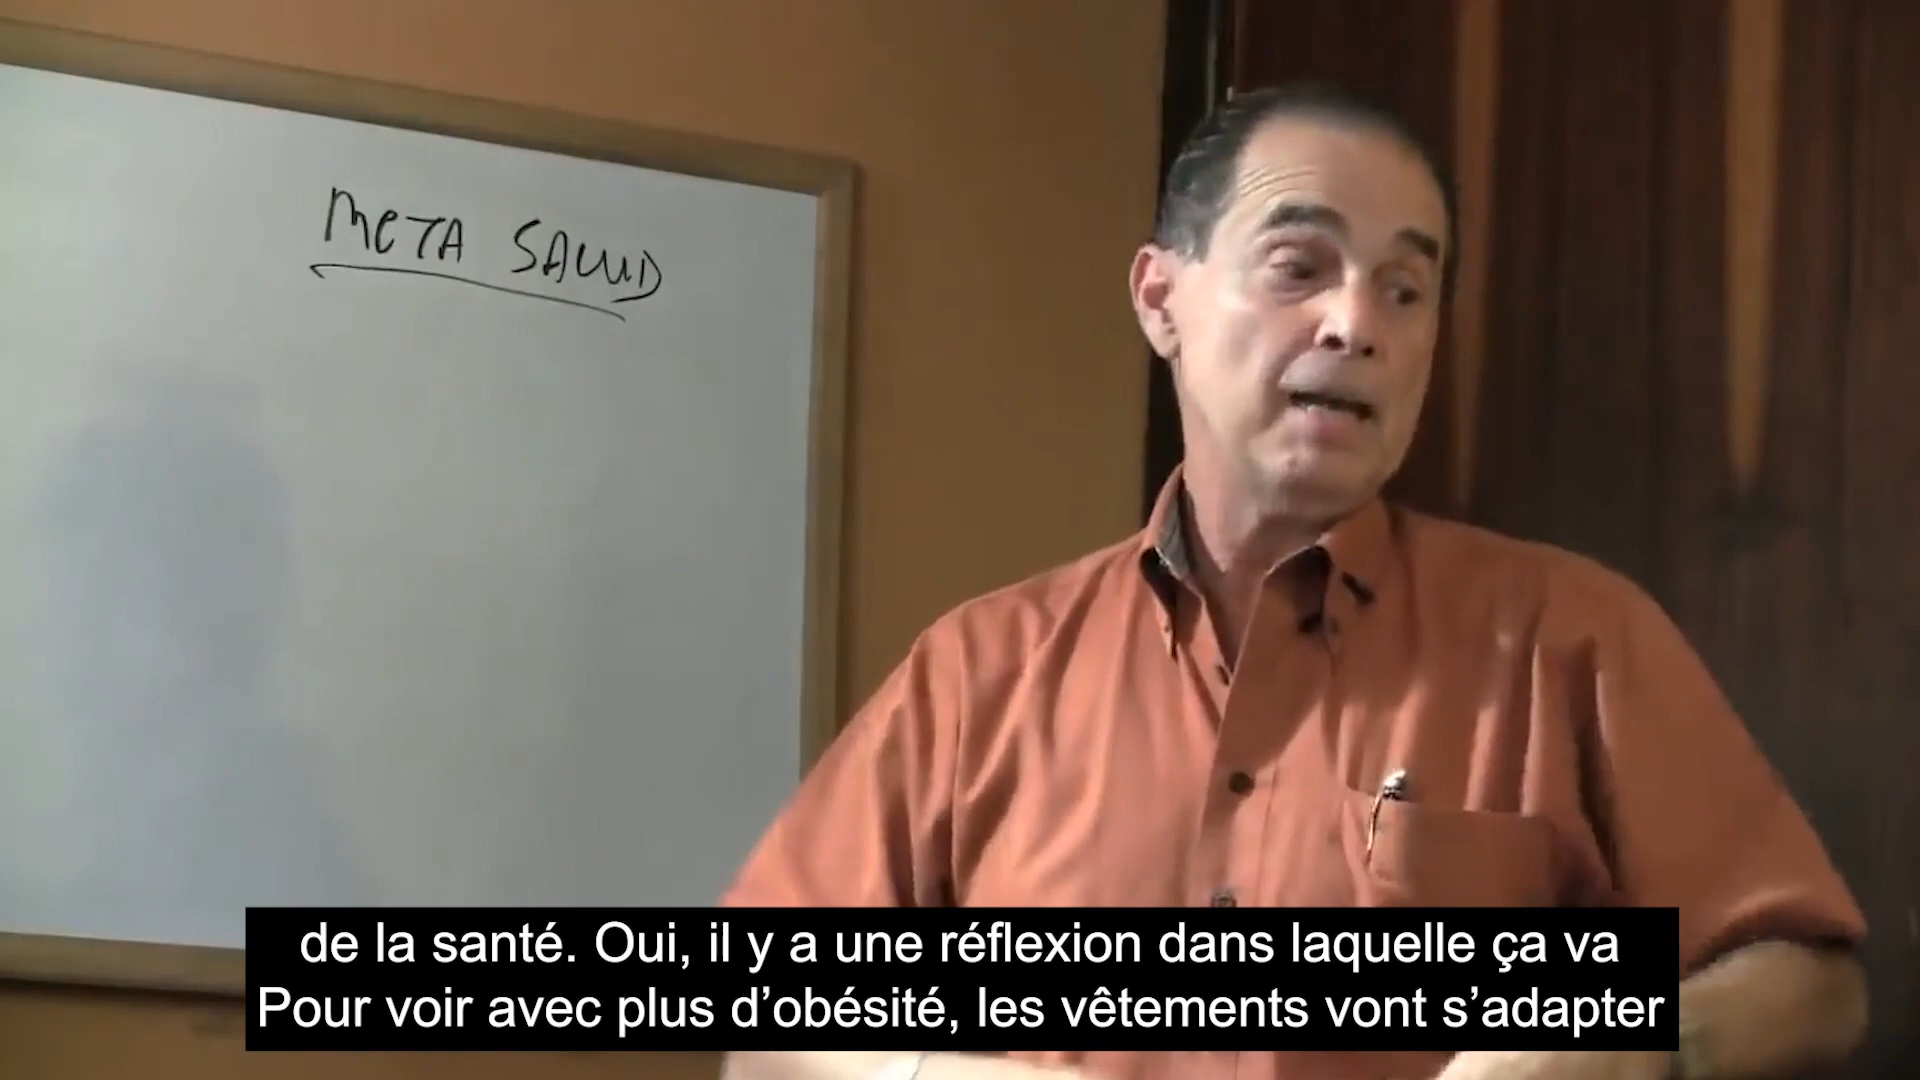 META SALUD
de la santé. Oui, il y a une réflexion dans laquelle ça va
Pour voir avec plus d’obésité, les vêtements vont s’adapter